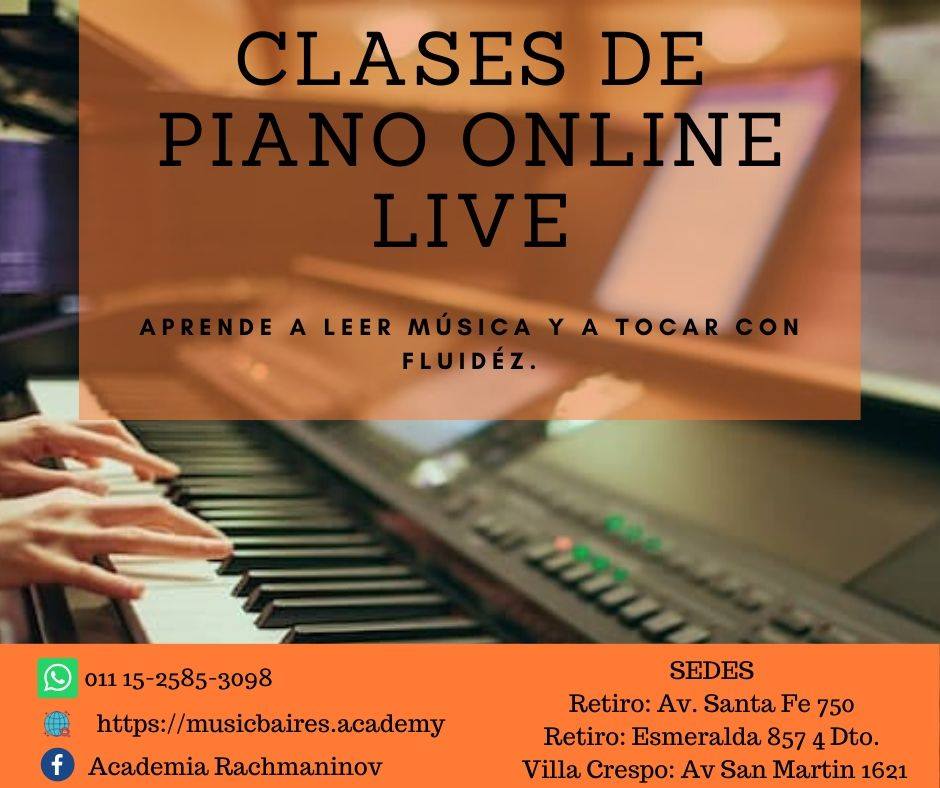 CLASES DE
PIANO ONLINE
LIVE
APRENDE A LEER MÚSICA Y A TOCAR CON
FLUIDÉZ.
011 15-2585-3098
https://musicbaires.academy
Academia Rachmaninov
SEDES
Retiro: Av. Santa Fe 750
Retiro: Esmeralda 857 4 Dto.
Villa Crespo: Av San Martin 1621